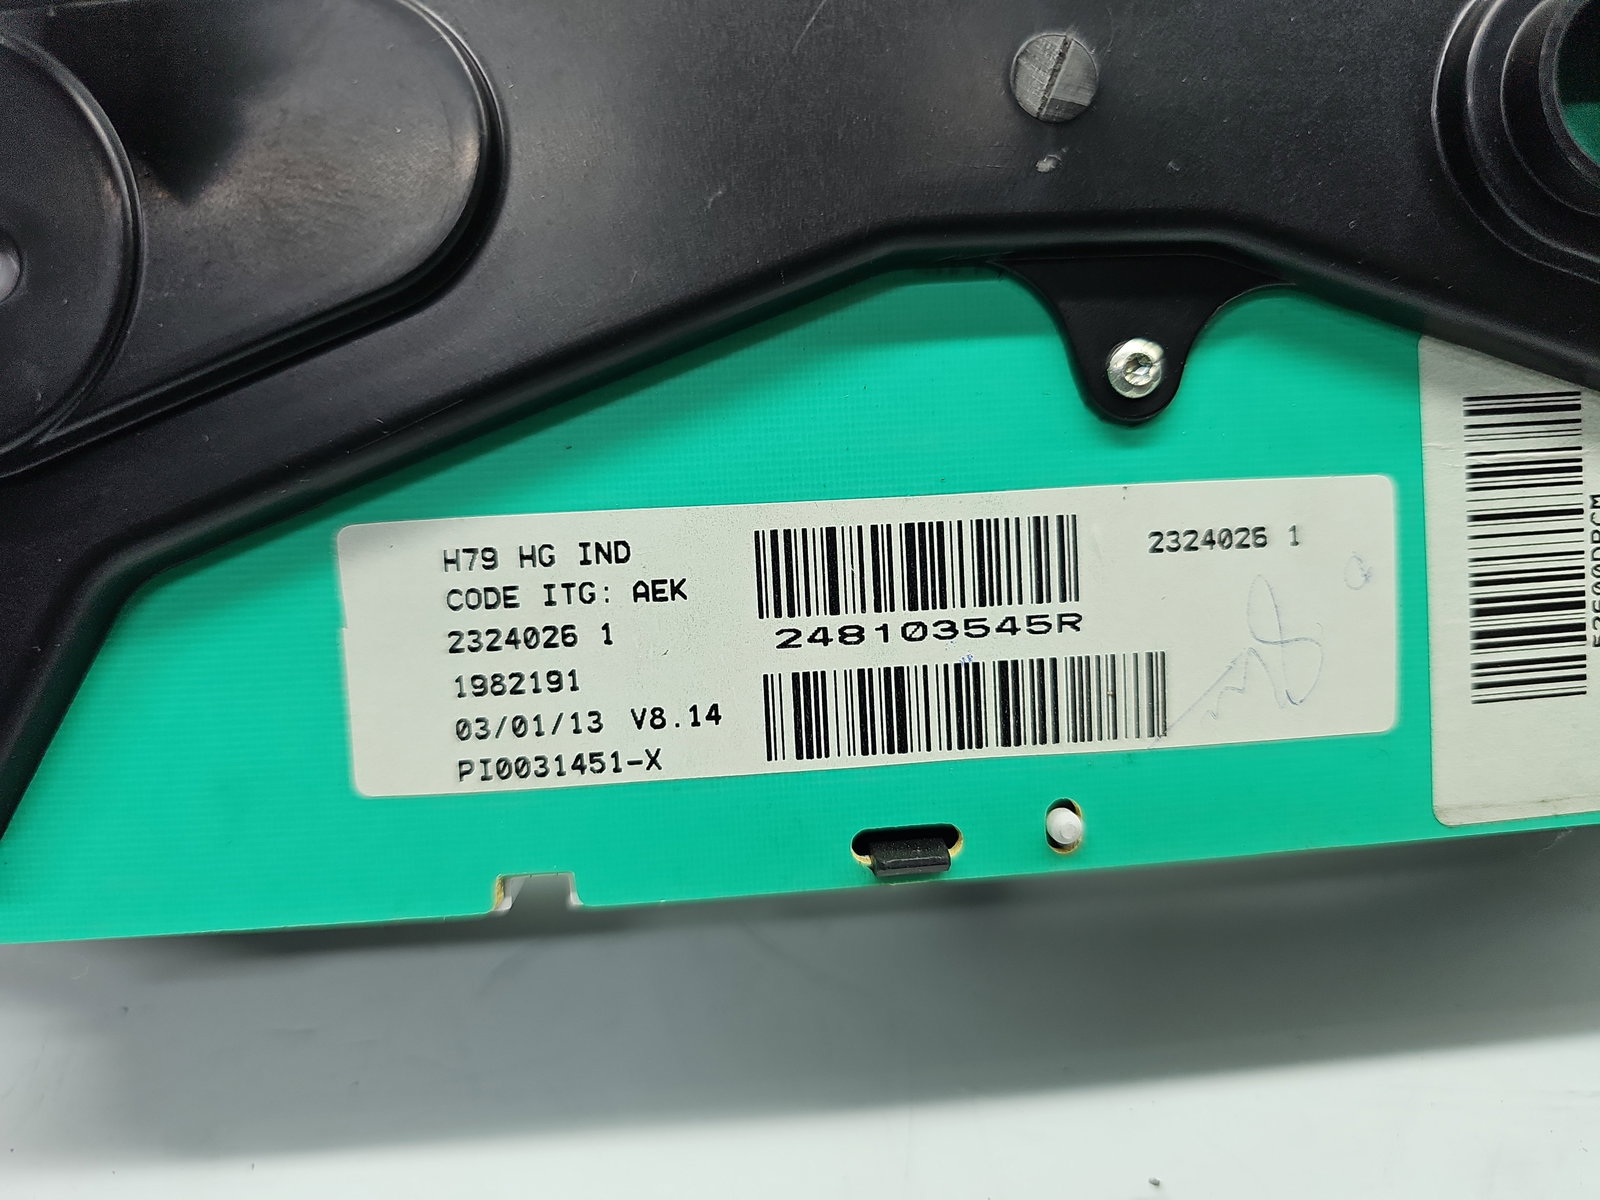 H79 HG IND
CODE ITG: AEK
2324026 1
1982191
03/01/13 V8.14
PI0031451-X
248103545R
2324026 1